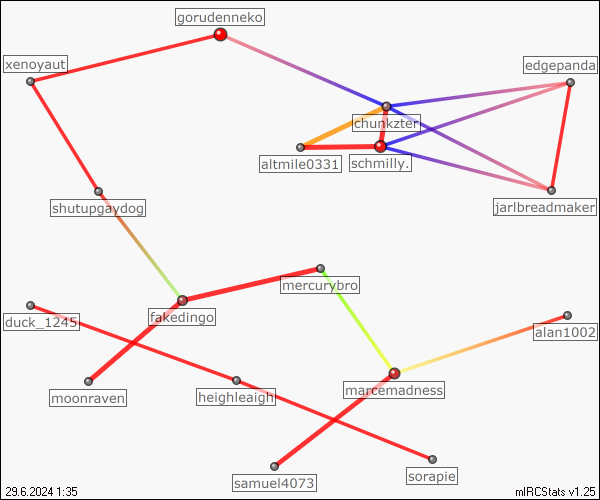 gorudenneko
xenoyaut
edgepanda
chunkzter
altmile0331
schmilly.
shutupgaydog
jarlbreadmaker
mercurybro
fakedingo
duck_1245
alan1002
moonraven
heighleaigh
marcemadness
samuel4073
sorapie
29.6.2024 1:35
mIRCStats v1.25